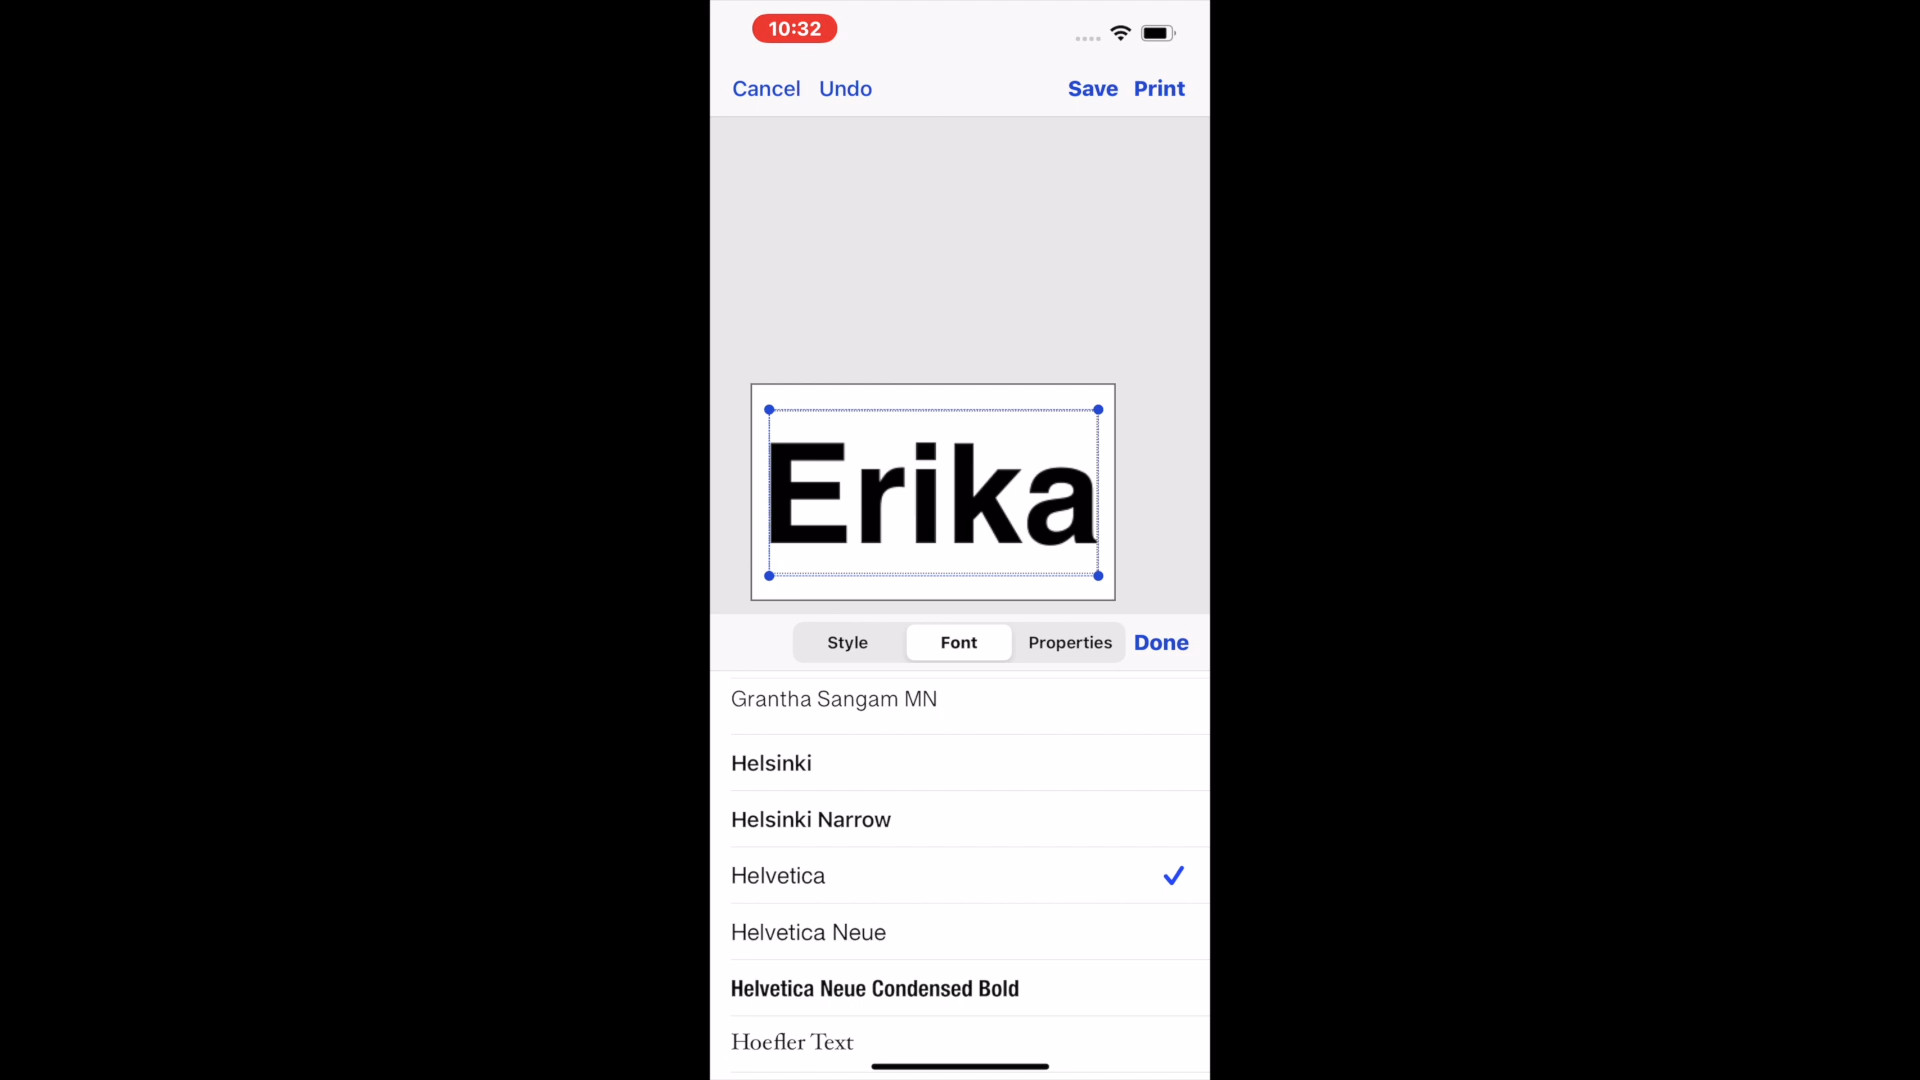 10:32
Cancel Undo Save Print
Erika
Style Font Properties Done
Grantha Sangam MN
Helsinki
Helsinki Narrow
Helvetica
Helvetica Neue
Helvetica Neue Condensed Bold
Hoefler Text